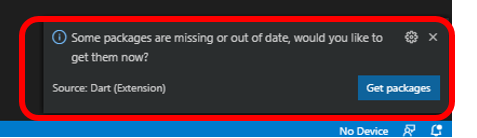 Some packages are missing or out of date, would you like to
get them now?
Source: Dart (Extension)
Get packages
No Device